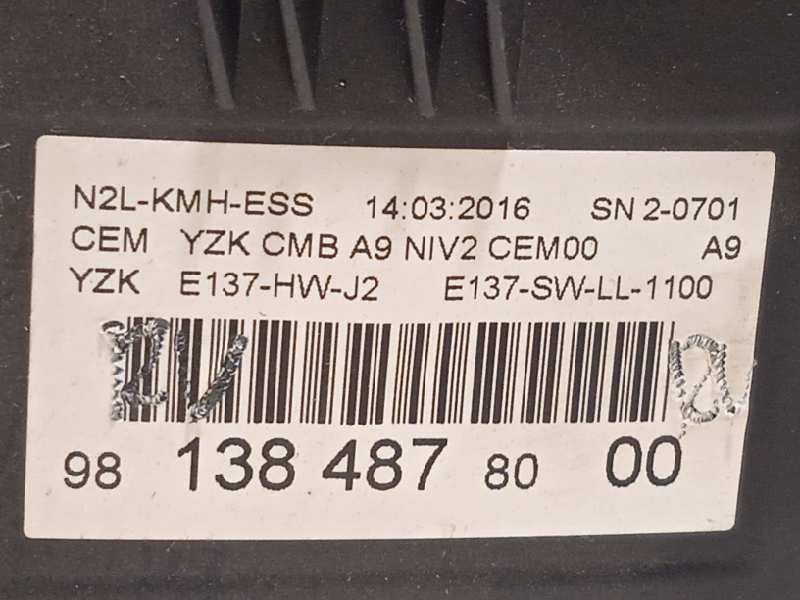 N2L-KMH-ESS 14:03:2016 SN 2-0701
CEM YZK CMB A9 NIV2 CEM00 A9
YZK E137-HW-J2 E137-SW-LL-1100
98 138 487 80 00